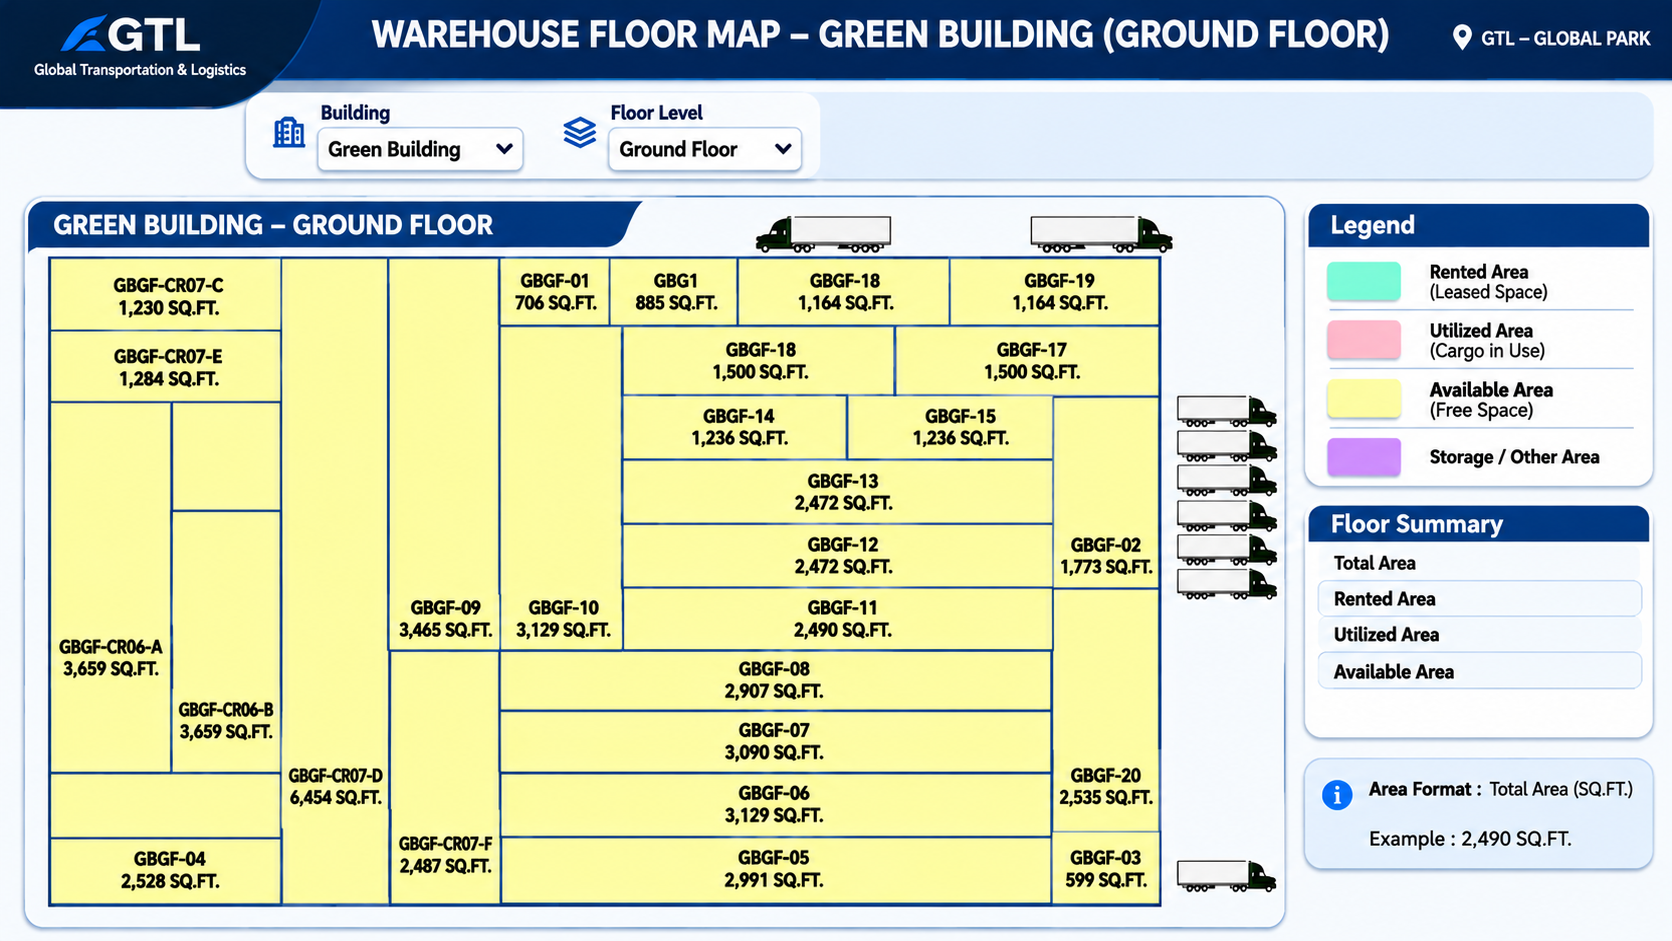 GTL
Global Transportation & Logistics
WAREHOUSE FLOOR MAP – GREEN BUILDING (GROUND FLOOR)
GTL – GLOBAL PARK
Building
Green Building
Floor Level
Ground Floor
GREEN BUILDING – GROUND FLOOR
GBGF-CR07-C
1,230 SQ.FT.
GBGF-CR07-E
1,284 SQ.FT.
GBGF-01
706 SQ.FT.
GBG1
885 SQ.FT.
GBGF-18
1,164 SQ.FT.
GBGF-19
1,164 SQ.FT.
GBGF-18
1,500 SQ.FT.
GBGF-17
1,500 SQ.FT.
GBGF-14
1,236 SQ.FT.
GBGF-15
1,236 SQ.FT.
GBGF-13
2,472 SQ.FT.
GBGF-12
2,472 SQ.FT.
GBGF-02
1,773 SQ.FT.
GBGF-09
3,465 SQ.FT.
GBGF-10
3,129 SQ.FT.
GBGF-11
2,490 SQ.FT.
GBGF-CR06-A
3,659 SQ.FT.
GBGF-CR06-B
3,659 SQ.FT.
GBGF-08
2,907 SQ.FT.
GBGF-07
3,090 SQ.FT.
GBGF-CR07-D
6,454 SQ.FT.
GBGF-06
3,129 SQ.FT.
GBGF-20
2,535 SQ.FT.
GBGF-04
2,528 SQ.FT.
GBGF-CR07-F
2,487 SQ.FT.
GBGF-05
2,991 SQ.FT.
GBGF-03
599 SQ.FT.
Legend
Rented Area
(Leased Space)
Utilized Area
(Cargo in Use)
Available Area
(Free Space)
Storage / Other Area
Floor Summary
Total Area
Rented Area
Utilized Area
Available Area
Area Format : Total Area (SQ.FT.)
Example : 2,490 SQ.FT.